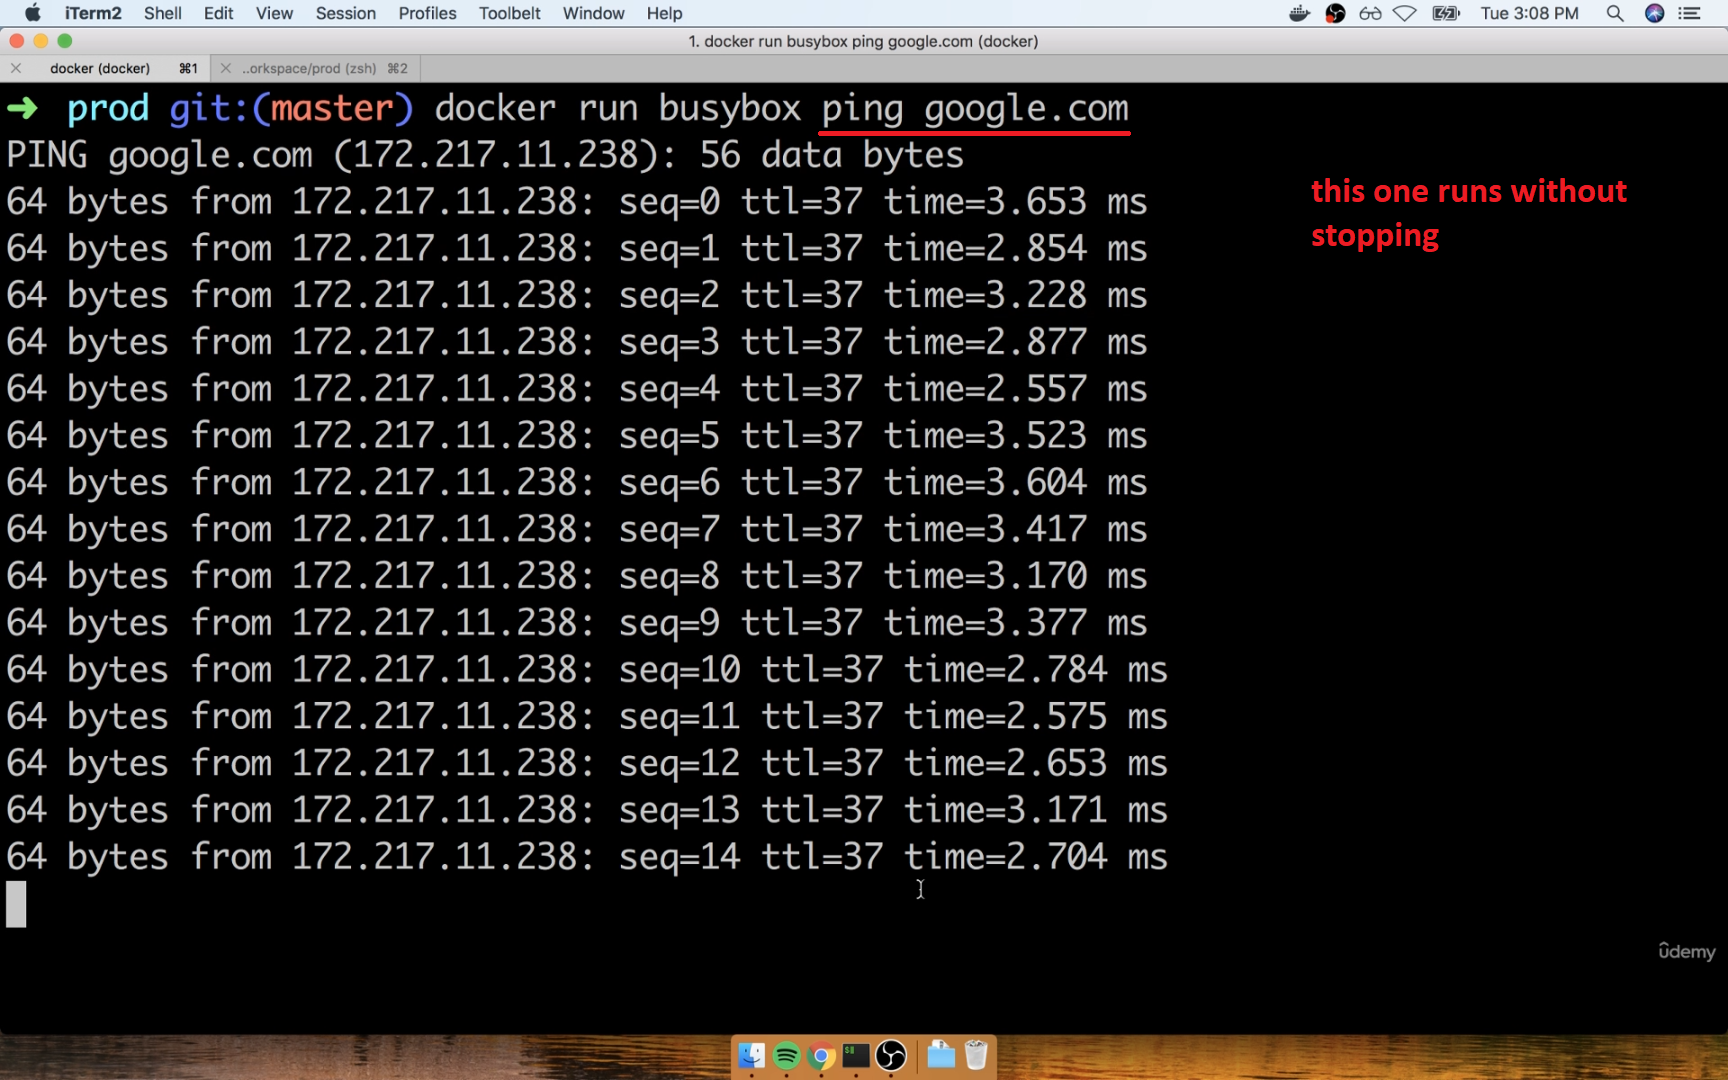 iTerm2 Shell Edit View Session Profiles Toolbelt Window Help Tue 3:08 PM
1. docker run busybox ping google.com (docker)
docker (docker) ⌘1 ..orkspace/prod (zsh) ⌘2
➜ prod git:(master) docker run busybox ping google.com
PING google.com (172.217.11.238): 56 data bytes
64 bytes from 172.217.11.238: seq=0 ttl=37 time=3.653 ms
64 bytes from 172.217.11.238: seq=1 ttl=37 time=2.854 ms
64 bytes from 172.217.11.238: seq=2 ttl=37 time=3.228 ms
64 bytes from 172.217.11.238: seq=3 ttl=37 time=2.877 ms
64 bytes from 172.217.11.238: seq=4 ttl=37 time=2.557 ms
64 bytes from 172.217.11.238: seq=5 ttl=37 time=3.523 ms
64 bytes from 172.217.11.238: seq=6 ttl=37 time=3.604 ms
64 bytes from 172.217.11.238: seq=7 ttl=37 time=3.417 ms
64 bytes from 172.217.11.238: seq=8 ttl=37 time=3.170 ms
64 bytes from 172.217.11.238: seq=9 ttl=37 time=3.377 ms
64 bytes from 172.217.11.238: seq=10 ttl=37 time=2.784 ms
64 bytes from 172.217.11.238: seq=11 ttl=37 time=2.575 ms
64 bytes from 172.217.11.238: seq=12 ttl=37 time=2.653 ms
64 bytes from 172.217.11.238: seq=13 ttl=37 time=3.171 ms
64 bytes from 172.217.11.238: seq=14 ttl=37 time=2.704 ms
this one runs without
stopping
ûdemy